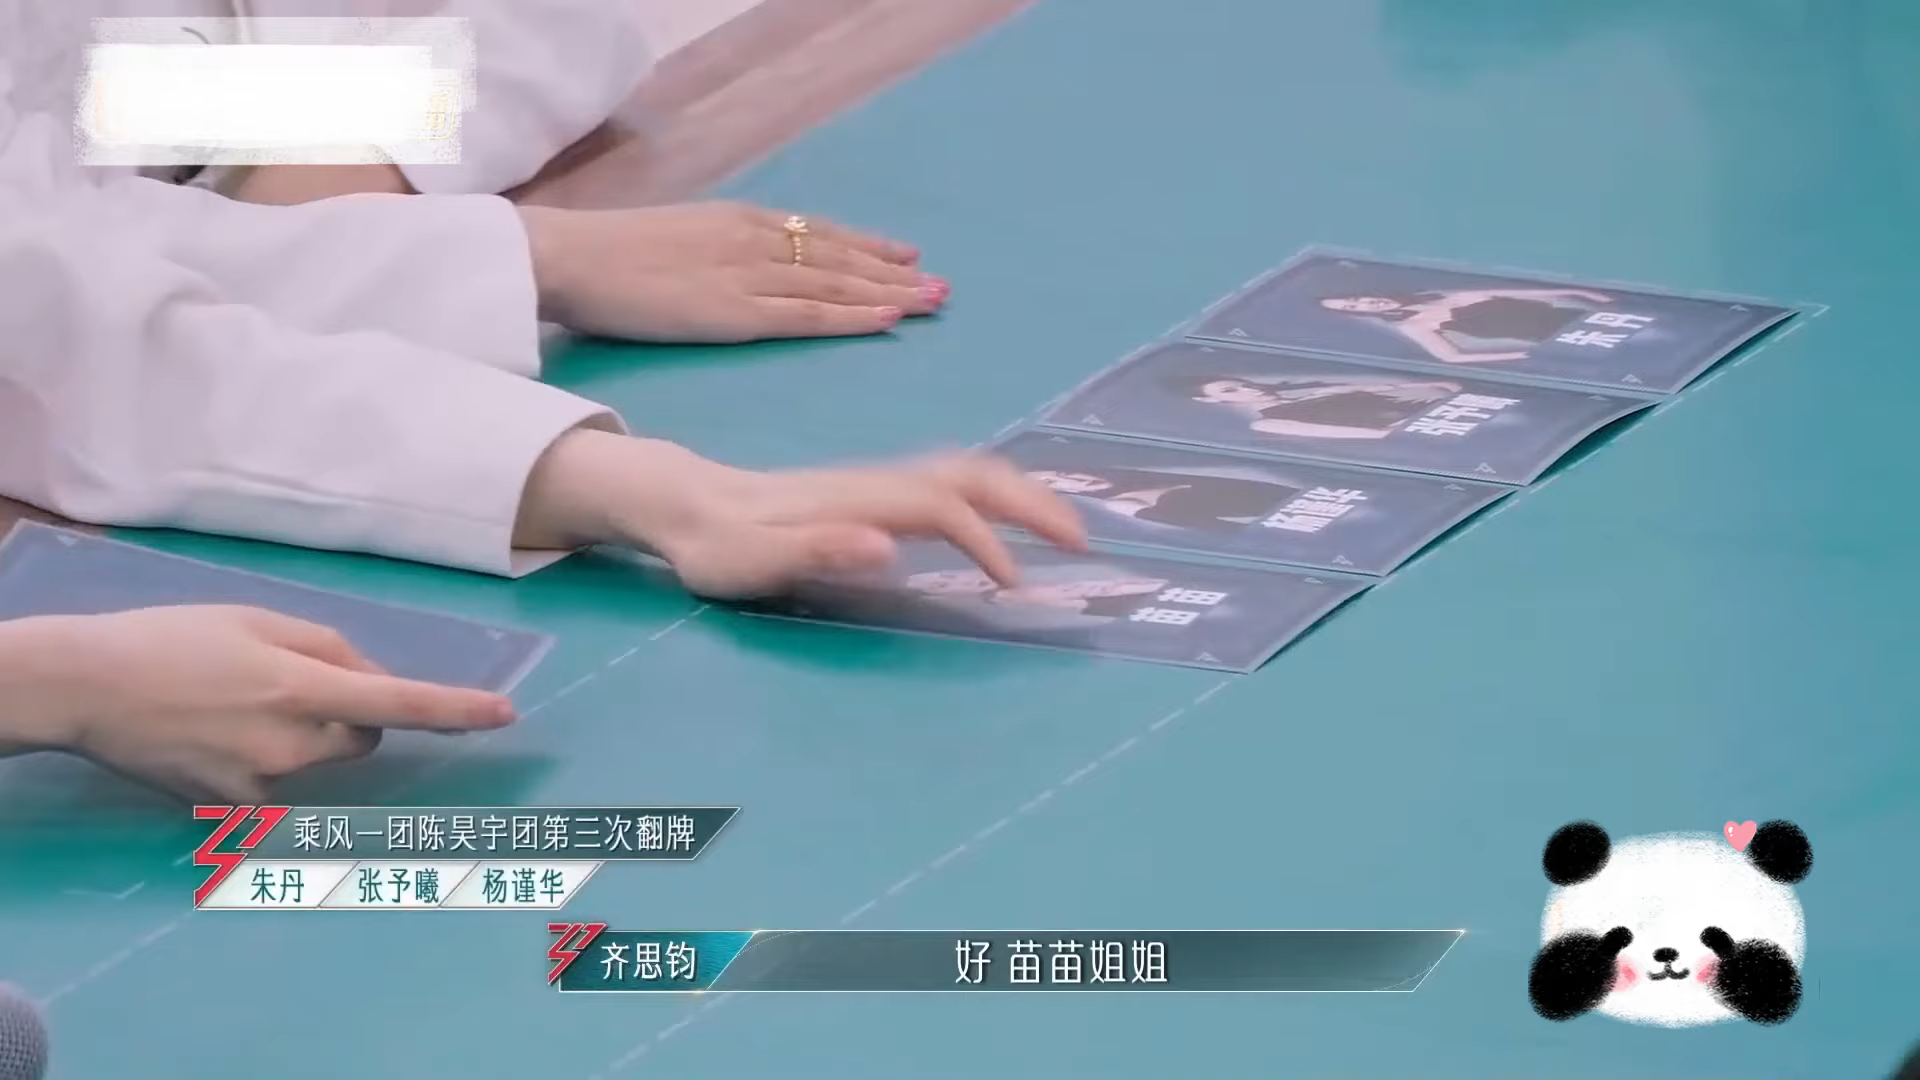 朱丹
张予曦
杨谨华
苗苗
乘风一团陈昊宇团第三次翻牌
朱丹 张予曦 杨谨华
齐思钧 好 苗苗姐姐